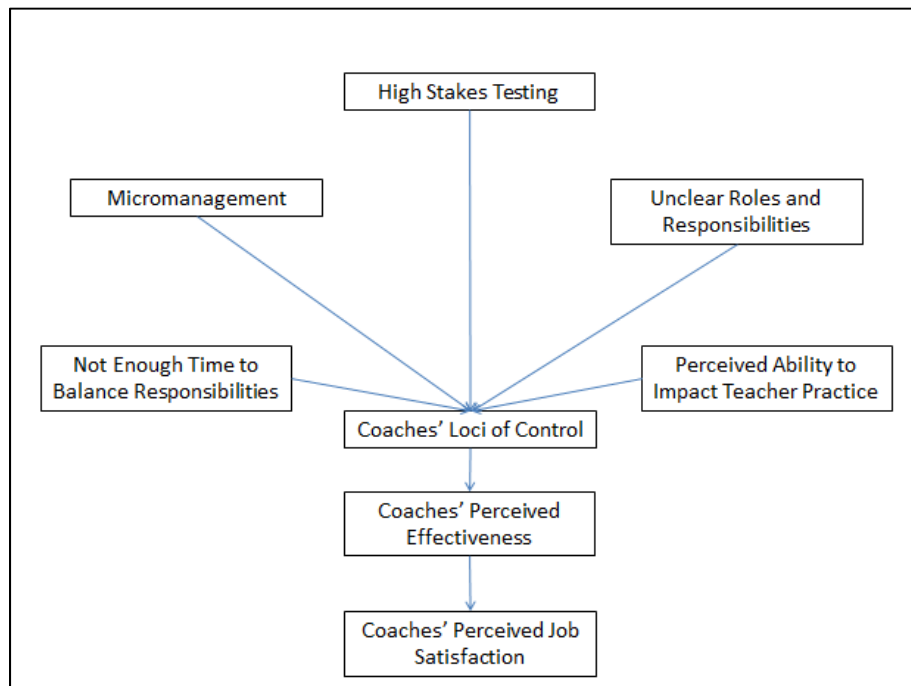 High Stakes Testing
Micromanagement
Unclear Roles and
Responsibilities
Not Enough Time to
Balance Responsibilities
Perceived Ability to
Impact Teacher Practice
Coaches’ Loci of Control
Coaches’ Perceived
Effectiveness
Coaches’ Perceived Job
Satisfaction